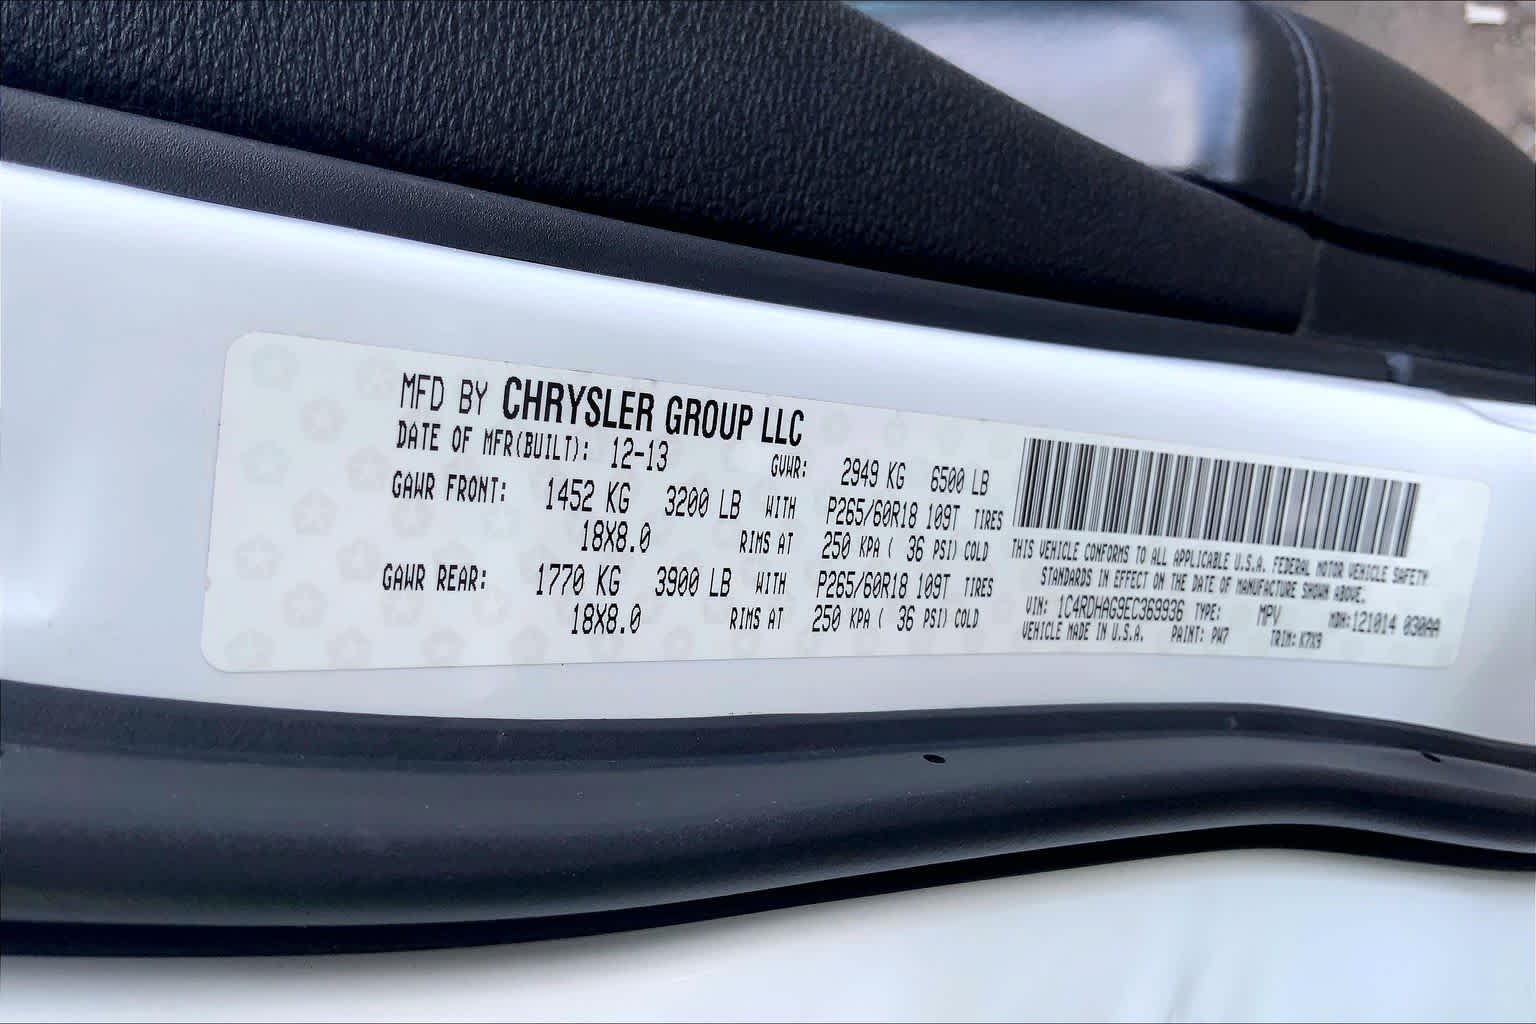 MFD BY CHRYSLER GROUP LLC
DATE OF MFR(BUILT): 12-13 GVWR: 2949 KG 6500 LB
GAWR FRONT: 1452 KG 3200 LB WITH P265/60R18 109T TIRES
18X8.0 RIMS AT 250 KPA ( 36 PSI) COLD
GAWR REAR: 1770 KG 3900 LB WITH P265/60R18 109T TIRES
18X8.0 RIMS AT 250 KPA ( 36 PSI) COLD
THIS VEHICLE CONFORMS TO ALL APPLICABLE U.S.A. FEDERAL MOTOR VEHICLE SAFETY
STANDARDS IN EFFECT ON THE DATE OF MANUFACTURE SHOWN ABOVE.
VIN: 1C4RDHAG9EC369936 TYPE: MPV MDH:121014 030AA
VEHICLE MADE IN U.S.A. PAINT: PW7 TRIM: K7X9